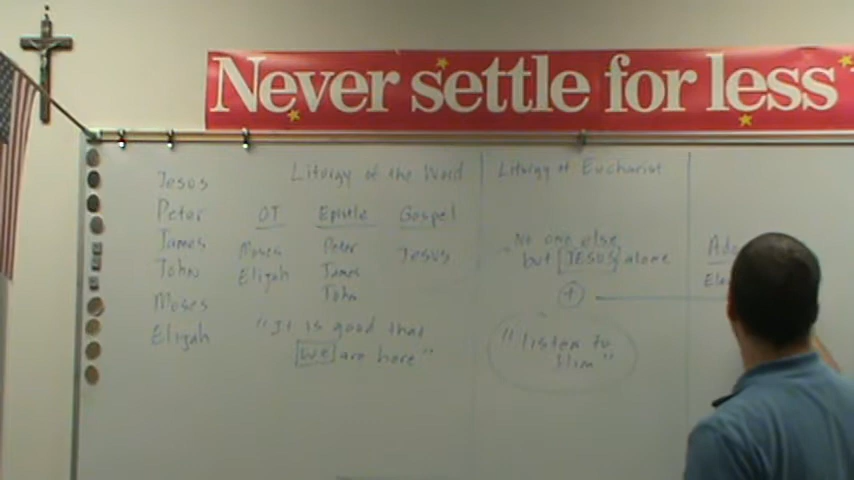 Never settle for less
Jesus
Peter
James
John
Moses
Elijah
Liturgy of the Word
OT Epistle Gospel
Moses Peter Jesus
Elijah James
John
"It is good that
we are here"
Liturgy of Eucharist
No one else
but JESUS alone
"listen to
Him"